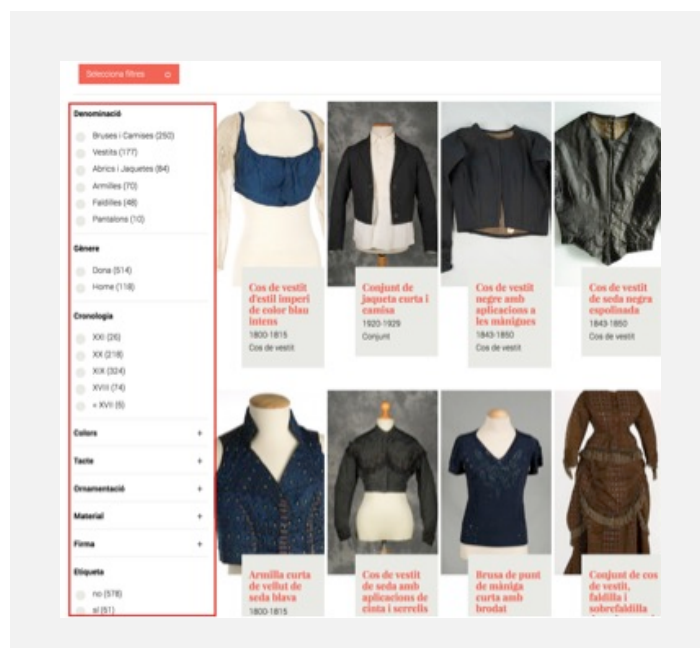 Selecciona filtres
Denominació
Bruses i Camises (250)
Vestits (177)
Abrics i Jaquetes (84)
Armilles (70)
Faldilles (48)
Pantalons (10)
Gènere
Dona (514)
Home (118)
Cronologia
XXI (26)
XX (218)
XIX (324)
XVIII (74)
< XVII (5)
Colors +
Tacte +
Ornamentació +
Material +
Firma +
Etiqueta
no (578)
sí (51)
Cos de vestit
d'estil imperi
de color blau
intens
1800-1815
Cos de vestit
Conjunt de
jaqueta curta i
camisa
1920-1929
Conjunt
Cos de vestit
negre amb
aplicacions a
les mànigues
1843-1850
Cos de vestit
Cos de vestit
de seda negra
espolinada
1843-1850
Cos de vestit
Armilla curta
de vellut de
seda blava
1800-1815
Cos de vestit
de seda amb
aplicacions de
cinta i serrells
Brusa de punt
de màniga
curta amb
brodat
Conjunt de cos
de vestit,
faldilla i
sobrefaldilla